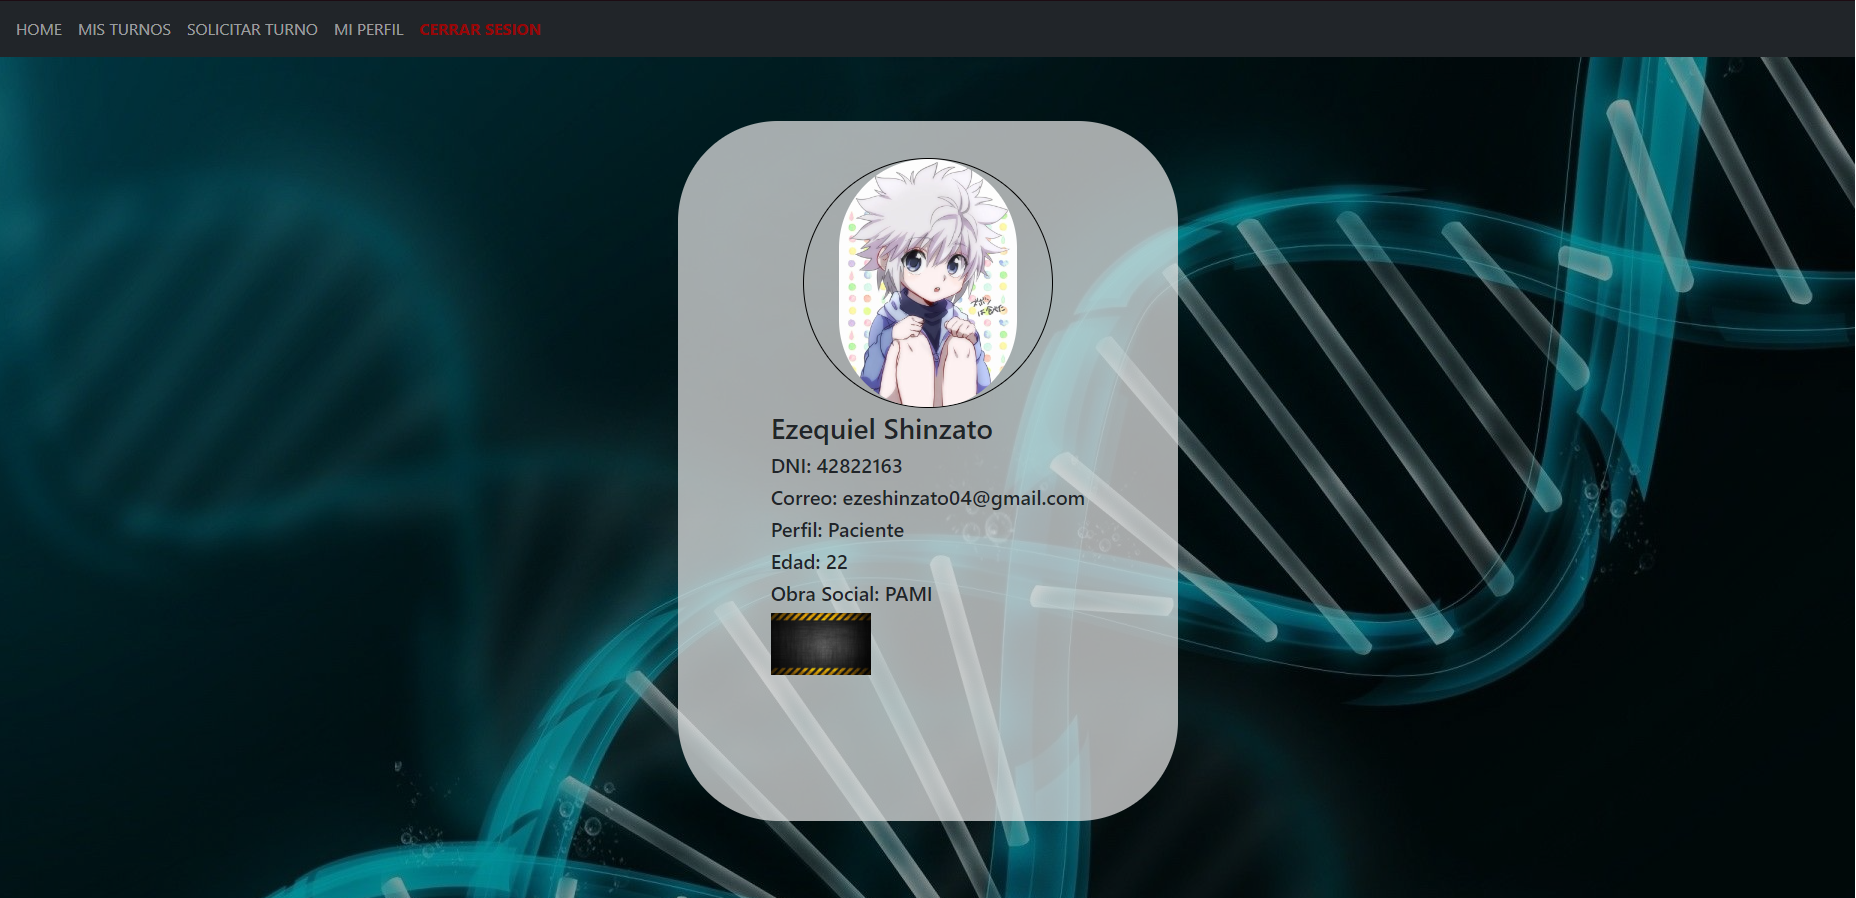 HOME MIS TURNOS SOLICITAR TURNO MI PERFIL CERRAR SESION
Ezequiel Shinzato
DNI: 42822163
Correo: ezeshinzato04@gmail.com
Perfil: Paciente
Edad: 22
Obra Social: PAMI